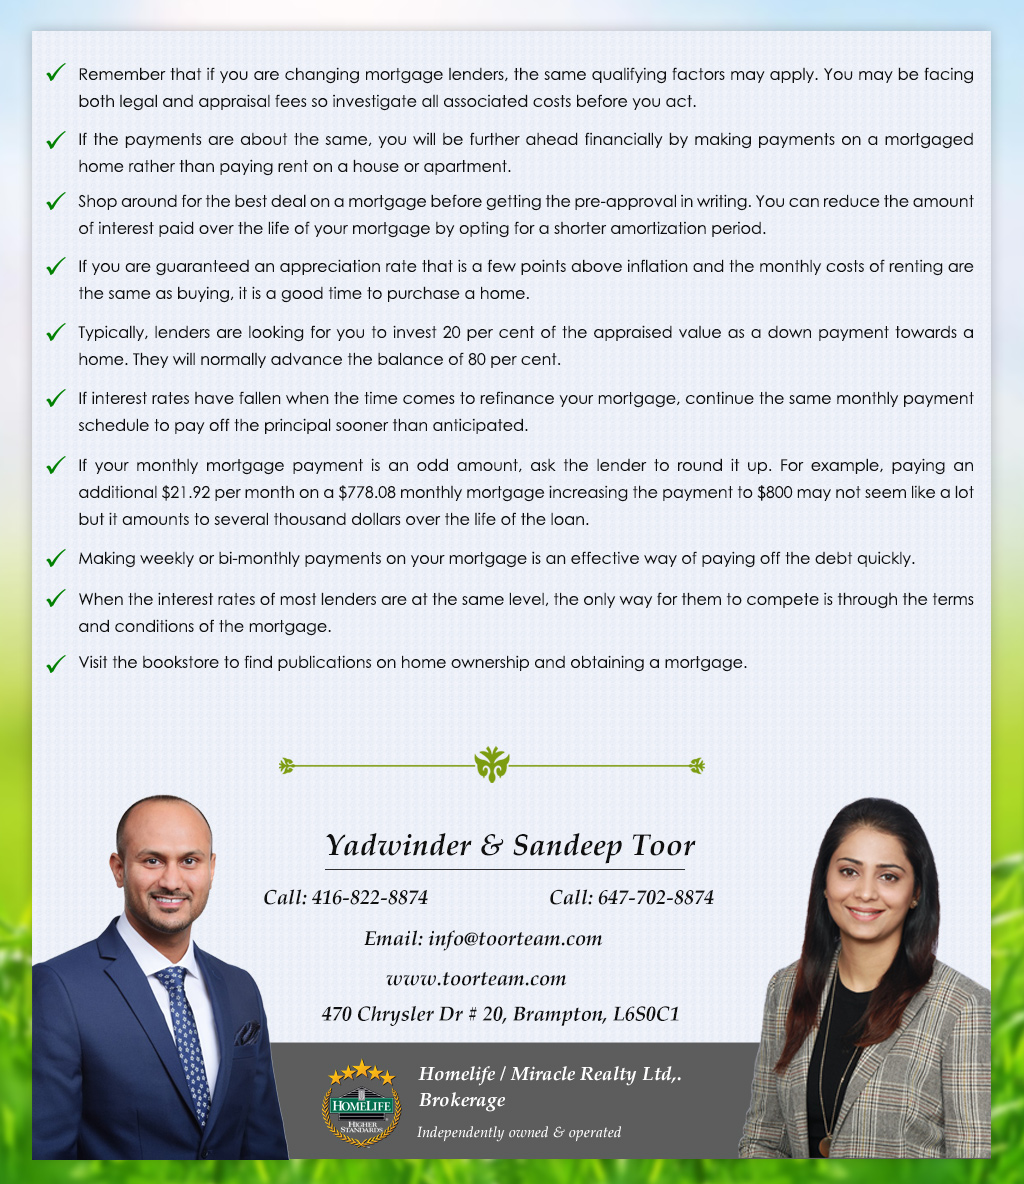 Remember that if you are changing mortgage lenders, the same qualifying factors may apply. You may be facing
both legal and appraisal fees so investigate all associated costs before you act.
If the payments are about the same, you will be further ahead financially by making payments on a mortgaged
home rather than paying rent on a house or apartment.
Shop around for the best deal on a mortgage before getting the pre-approval in writing. You can reduce the amount
of interest paid over the life of your mortgage by opting for a shorter amortization period.
If you are guaranteed an appreciation rate that is a few points above inflation and the monthly costs of renting are
the same as buying, it is a good time to purchase a home.
Typically, lenders are looking for you to invest 20 per cent of the appraised value as a down payment towards a
home. They will normally advance the balance of 80 per cent.
If interest rates have fallen when the time comes to refinance your mortgage, continue the same monthly payment
schedule to pay off the principal sooner than anticipated.
If your monthly mortgage payment is an odd amount, ask the lender to round it up. For example, paying an
additional $21.92 per month on a $778.08 monthly mortgage increasing the payment to $800 may not seem like a lot
but it amounts to several thousand dollars over the life of the loan.
Making weekly or bi-monthly payments on your mortgage is an effective way of paying off the debt quickly.
When the interest rates of most lenders are at the same level, the only way for them to compete is through the terms
and conditions of the mortgage.
Visit the bookstore to find publications on home ownership and obtaining a mortgage.
Yadwinder & Sandeep Toor
Call: 416-822-8874 Call: 647-702-8874
Email: info@toorteam.com
www.toorteam.com
470 Chrysler Dr # 20, Brampton, L6S0C1
Homelife / Miracle Realty Ltd,.
Brokerage
Independently owned & operated
HOMELIFE
HIGHER
STANDARDS